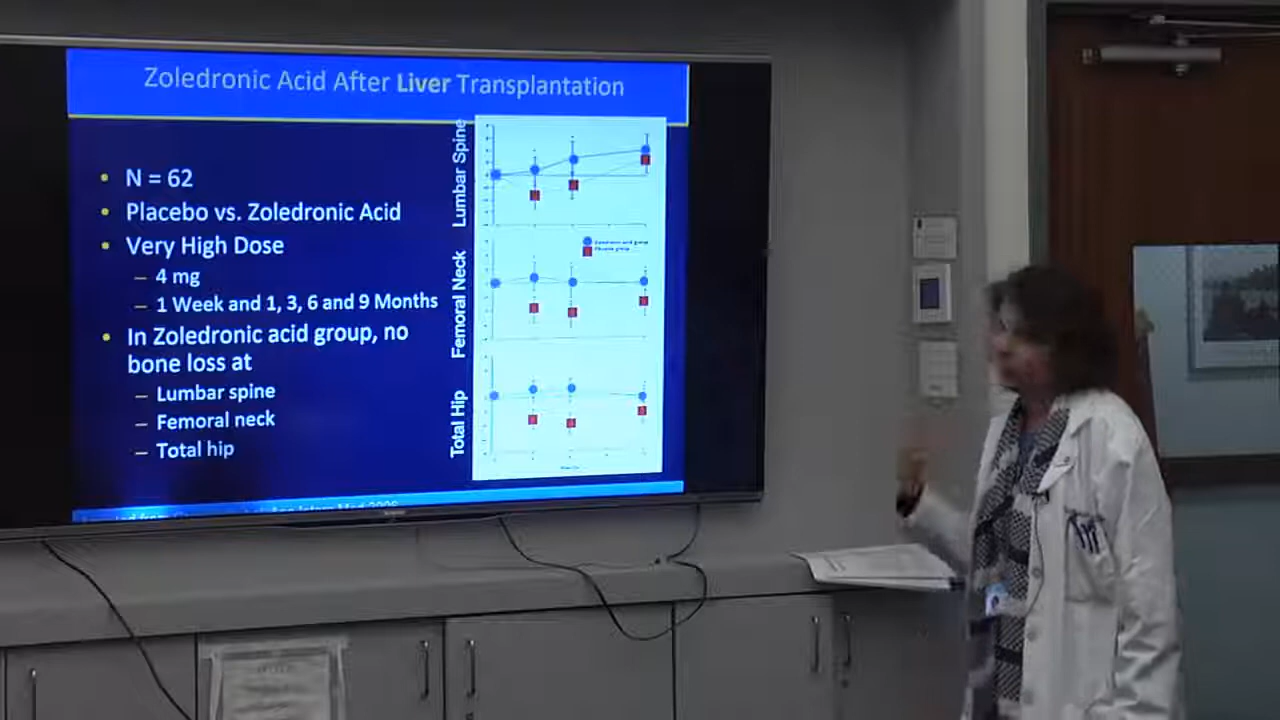 Zoledronic Acid After Liver Transplantation
N = 62
Placebo vs. Zoledronic Acid
Very High Dose
4 mg
1 Week and 1, 3, 6 and 9 Months
In Zoledronic acid group, no
bone loss at
Lumbar spine
Femoral neck
Total hip
Lumbar Spine
Femoral Neck
Total Hip